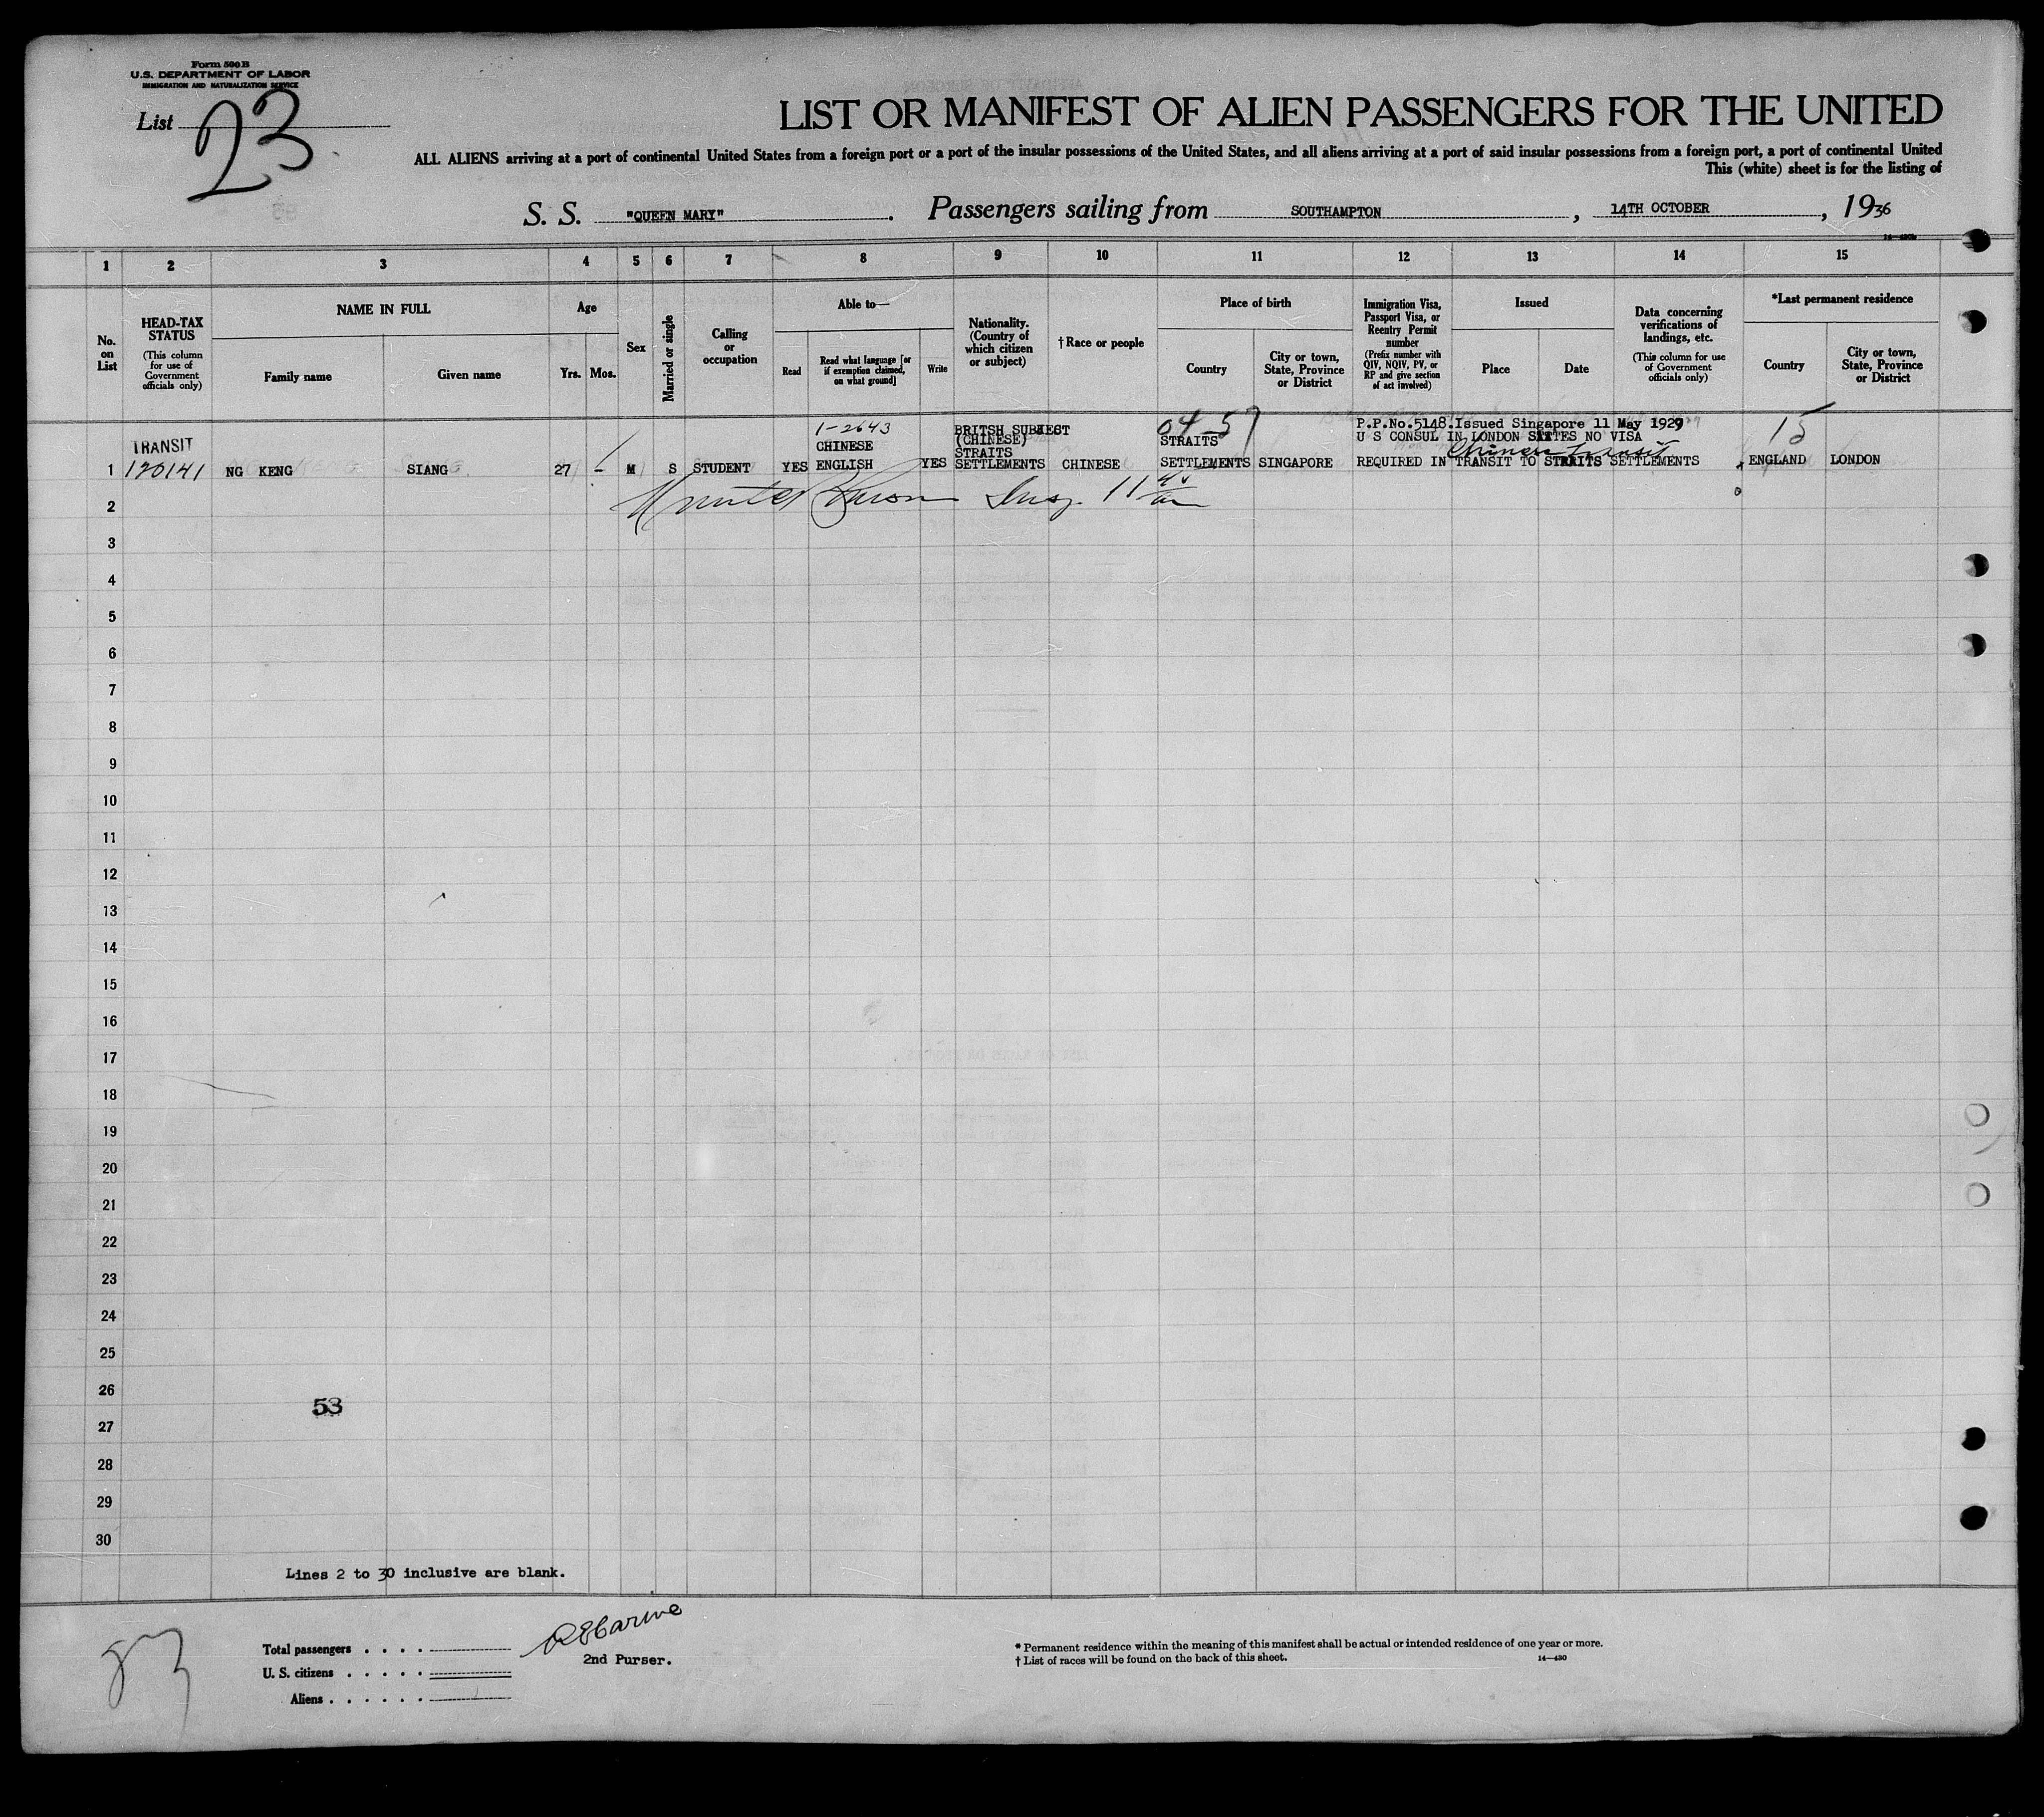 Form 500 B
U.S. DEPARTMENT OF LABOR
IMMIGRATION AND NATURALIZATION SERVICE
List 23
LIST OR MANIFEST OF ALIEN PASSENGERS FOR THE UNITED
ALL ALIENS arriving at a port of continental United States from a foreign port or a port of the insular possessions of the United States, and all aliens arriving at a port of said insular possessions from a foreign port, a port of continental United
This (white) sheet is for the listing of
S. S. "QUEEN MARY". Passengers sailing from SOUTHAMPTON, 14TH OCTOBER, 1936
1 2 3 4 5 6 7 8 9 10 11 12 13 14 15
No. on List
HEAD-TAX STATUS
(This column for use of Government officials only)
NAME IN FULL
Family name
Given name
Age
Yrs. Mos.
Sex
Married or single
Calling or occupation
Able to—
Read
Read what language [or if exemption claimed, on what ground]
Write
Nationality. (Country of which citizen or subject)
† Race or people
Place of birth
Country
City or town, State, Province or District
Immigration Visa, Passport Visa, or Reentry Permit number
(Prefix number with QIV, NQIV, PV, or RP and give section of act involved)
Issued
Place
Date
Data concerning verifications of landings, etc.
(This column for use of Government officials only)
*Last permanent residence
Country
City or town, State, Province or District
1
TRANSIT
120141
NG KENG
SIANG
27 -
M
S
STUDENT
YES
1-2643
CHINESE
ENGLISH
YES
BRITSH SUBJEST
(CHINESE)
STRAITS
SETTLEMENTS
CHINESE
04-57
STRAITS
SETTLEMENTS
SINGAPORE
P.P.No.5148.Issued Singapore 11 May 1929
U S CONSUL IN LONDON STATES NO VISA
Chinese transit
REQUIRED IN TRANSIT TO STRAITS SETTLEMENTS
15
ENGLAND
LONDON
Insp. 11 40 am
2
3
4
5
6
7
8
9
10
11
12
13
14
15
16
17
18
19
20
21
22
23
24
25
26
53
27
28
29
30
Lines 2 to 30 inclusive are blank.
Total passengers . . . .
U. S. citizens . . . . .
Aliens . . . . . . 1
2nd Purser.
* Permanent residence within the meaning of this manifest shall be actual or intended residence of one year or more.
† List of races will be found on the back of this sheet.
14—430